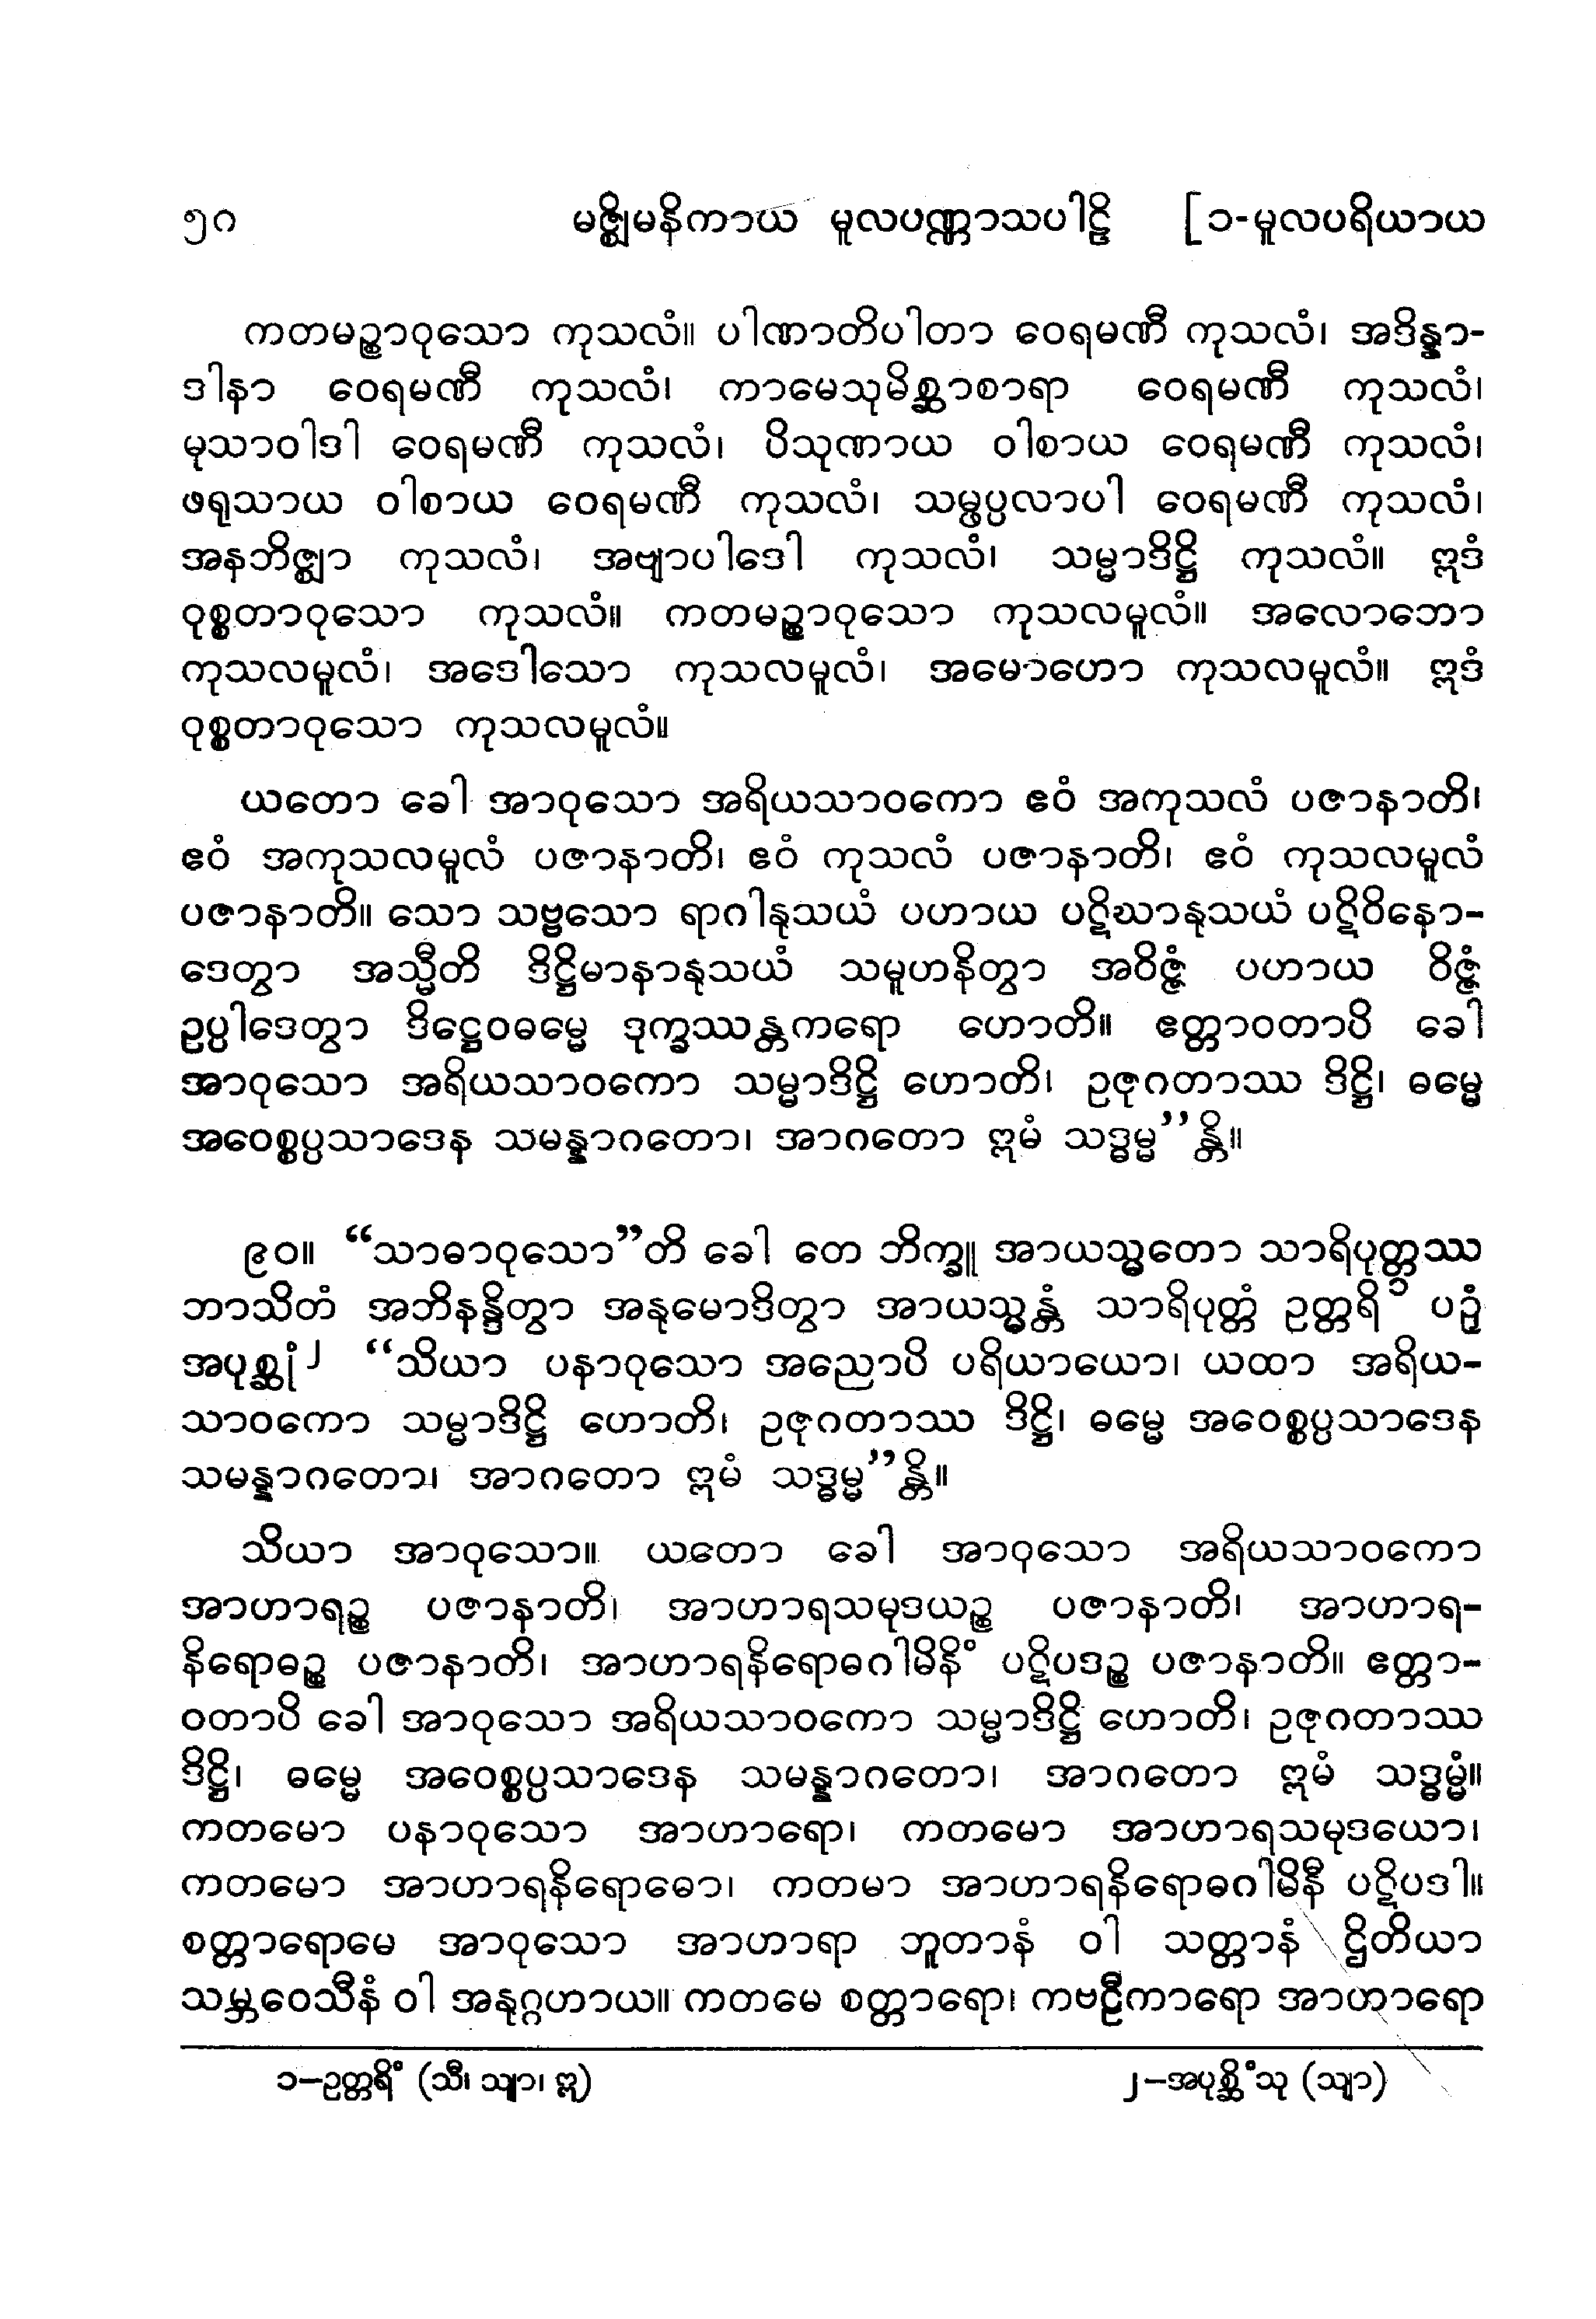 ၅၈ မဇ္ဈိမနိကာယ မူလပဏ္ဏာသပါဠိ [၁-မူလပရိယာယ
ကတမဉ္စာဝုသော ကုသလံ။ ပါဏာတိပါတာ ဝေရမဏီ ကုသလံ၊ အဒိန္နာ-
ဒါနာ ဝေရမဏီ ကုသလံ၊ ကာမေသုမိစ္ဆာစာရာ ဝေရမဏီ ကုသလံ၊
မုသာဝါဒါ ဝေရမဏီ ကုသလံ၊ ပိသုဏာယ ဝါစာယ ဝေရမဏီ ကုသလံ၊
ဖရုသာယ ဝါစာယ ဝေရမဏီ ကုသလံ၊ သမ္ဖပ္ပလာပါ ဝေရမဏီ ကုသလံ၊
အနဘိဇ္ဈာ ကုသလံ၊ အဗျာပါဒေါ ကုသလံ၊ သမ္မာဒိဋ္ဌိ ကုသလံ။ ဣဒံ
ဝုစ္စတာဝုသော ကုသလံ။ ကတမဉ္စာဝုသော ကုသလမူလံ။ အလောဘော
ကုသလမူလံ၊ အဒေါသော ကုသလမူလံ၊ အမောဟော ကုသလမူလံ။ ဣဒံ
ဝုစ္စတာဝုသော ကုသလမူလံ။
ယတော ခေါ အာဝုသော အရိယသာဝကော ဧဝံ အကုသလံ ပဇာနာတိ၊
ဧဝံ အကုသလမူလံ ပဇာနာတိ၊ ဧဝံ ကုသလံ ပဇာနာတိ၊ ဧဝံ ကုသလမူလံ
ပဇာနာတိ။ သော သဗ္ဗသော ရာဂါနုသယံ ပဟာယ ပဋိဃာနုသယံ ပဋိဝိနော-
ဒေတွာ အသ္မီတိ ဒိဋ္ဌိမာနာနုသယံ သမူဟနိတွာ အဝိဇ္ဇံ ပဟာယ ဝိဇ္ဇံ
ဥပ္ပါဒေတွာ ဒိဋ္ဌေဝဓမ္မေ ဒုက္ခဿန္တကရော ဟောတိ။ ဧတ္တာဝတာပိ ခေါ
အာဝုသော အရိယသာဝကော သမ္မာဒိဋ္ဌိ ဟောတိ၊ ဥဇုဂတာဿ ဒိဋ္ဌိ၊ ဓမ္မေ
အဝေစ္စပ္ပသာဒေန သမန္နာဂတော၊ အာဂတော ဣမံ သဒ္ဓမ္မ”န္တိ။
၉၀။ “သာဓာဝုသော”တိ ခေါ တေ ဘိက္ခူ အာယသ္မတော သာရိပုတ္တဿ
ဘာသိတံ အဘိနန္ဒိတွာ အနုမောဒိတွာ အာယသ္မန္တံ သာရိပုတ္တံ ဥတ္တရိ၁ ပဉှံ
အပုစ္ဆုံ၂ “သိယာ ပနာဝုသော အညောပိ ပရိယာယော၊ ယထာ အရိယ-
သာဝကော သမ္မာဒိဋ္ဌိ ဟောတိ၊ ဥဇုဂတာဿ ဒိဋ္ဌိ၊ ဓမ္မေ အဝေစ္စပ္ပသာဒေန
သမန္နာဂတော၊ အာဂတော ဣမံ သဒ္ဓမ္မ”န္တိ။
သိယာ အာဝုသော။ ယတော ခေါ အာဝုသော အရိယသာဝကော
အာဟာရဉ္စ ပဇာနာတိ၊ အာဟာရသမုဒယဉ္စ ပဇာနာတိ၊ အာဟာရ-
နိရောဓဉ္စ ပဇာနာတိ၊ အာဟာရနိရောဓဂါမိနိံ ပဋိပဒဉ္စ ပဇာနာတိ။ ဧတ္တာ-
ဝတာပိ ခေါ အာဝုသော အရိယသာဝကော သမ္မာဒိဋ္ဌိ ဟောတိ၊ ဥဇုဂတာဿ
ဒိဋ္ဌိ၊ ဓမ္မေ အဝေစ္စပ္ပသာဒေန သမန္နာဂတော၊ အာဂတော ဣမံ သဒ္ဓမ္မံ။
ကတမော ပနာဝုသော အာဟာရော၊ ကတမော အာဟာရသမုဒယော၊
ကတမော အာဟာရနိရောဓော၊ ကတမာ အာဟာရနိရောဓဂါမိနီ ပဋိပဒါ။
စတ္တာရောမေ အာဝုသော အာဟာရာ ဘူတာနံ ဝါ သတ္တာနံ ဌိတိယာ
သမ္ဘဝေသီနံ ဝါ အနုဂ္ဂဟာယ။ ကတမေ စတ္တာရော၊ ကဗဠီကာရော အာဟာရော
၁–ဥတ္တရိံ (သီ၊ သျာ၊ ဣ) ၂–အပုစ္ဆိံသု (သျာ)